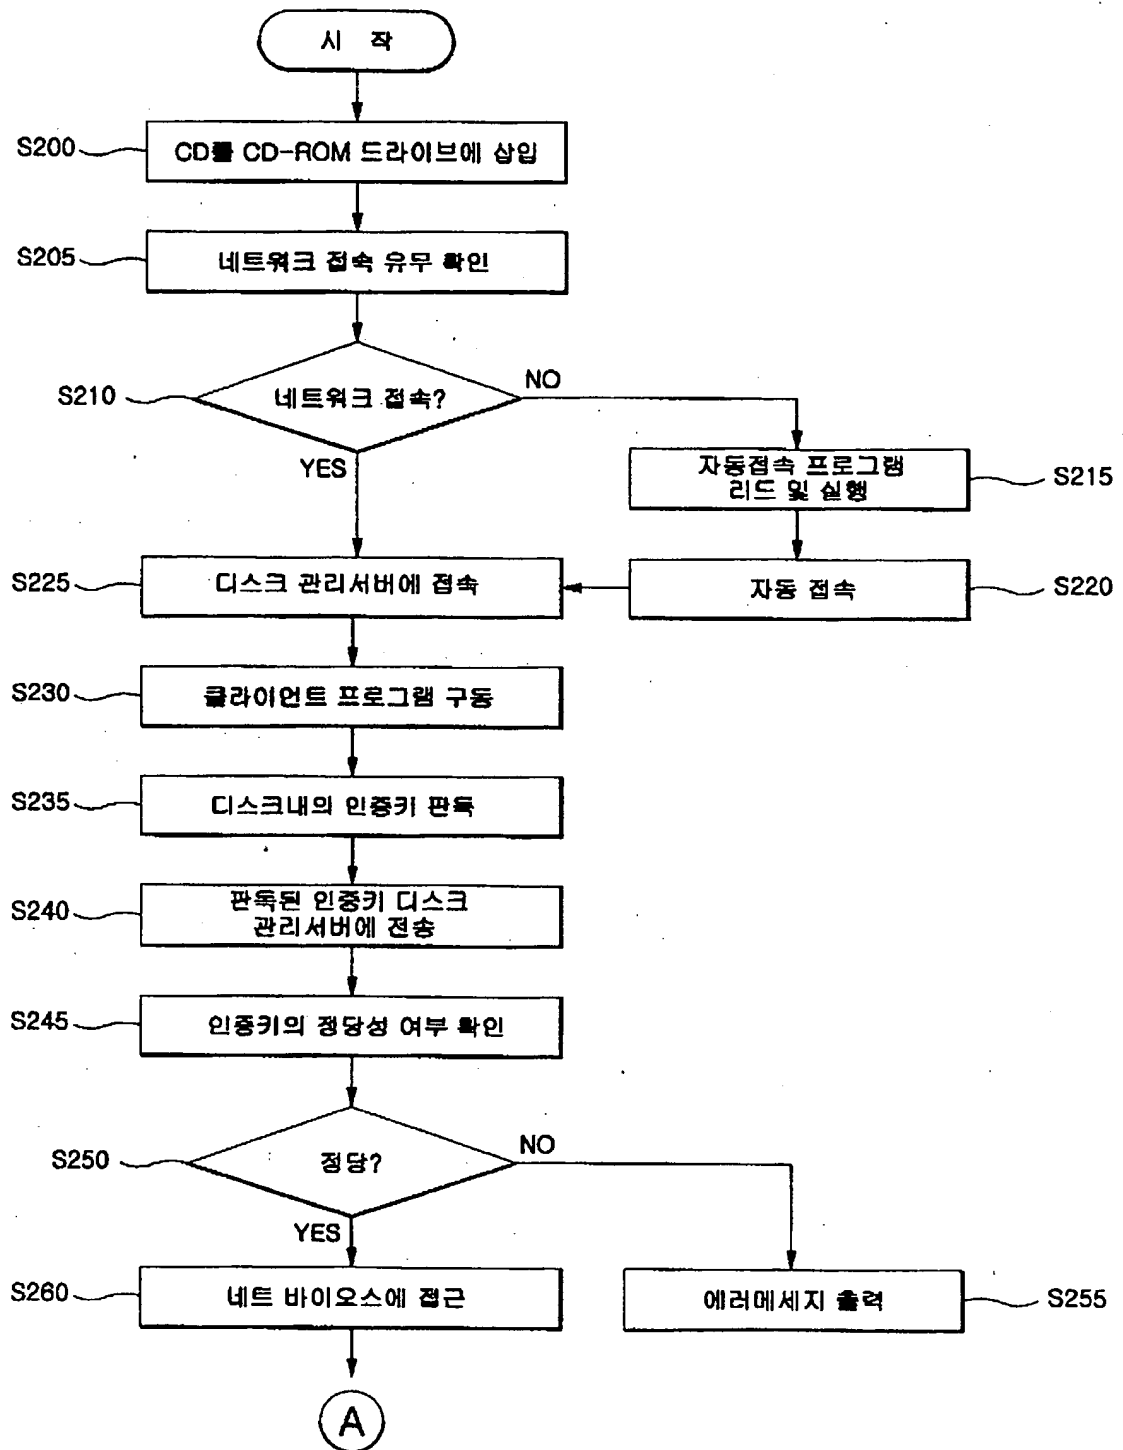 시 작
S200
CD를 CD-ROM 드라이브에 삽입
S205
네트워크 접속 유무 확인
S210
네트워크 접속?
NO
YES
자동접속 프로그램
리드 및 실행
S215
S225
디스크 관리서버에 접속
자동 접속
S220
S230
클라이언트 프로그램 구동
S235
디스크내의 인증키 판독
S240
판독된 인증키 디스크
관리서버에 전송
S245
인증키의 정당성 여부 확인
S250
정당?
NO
YES
S260
네트 바이오스에 접근
에러메세지 출력
S255
A